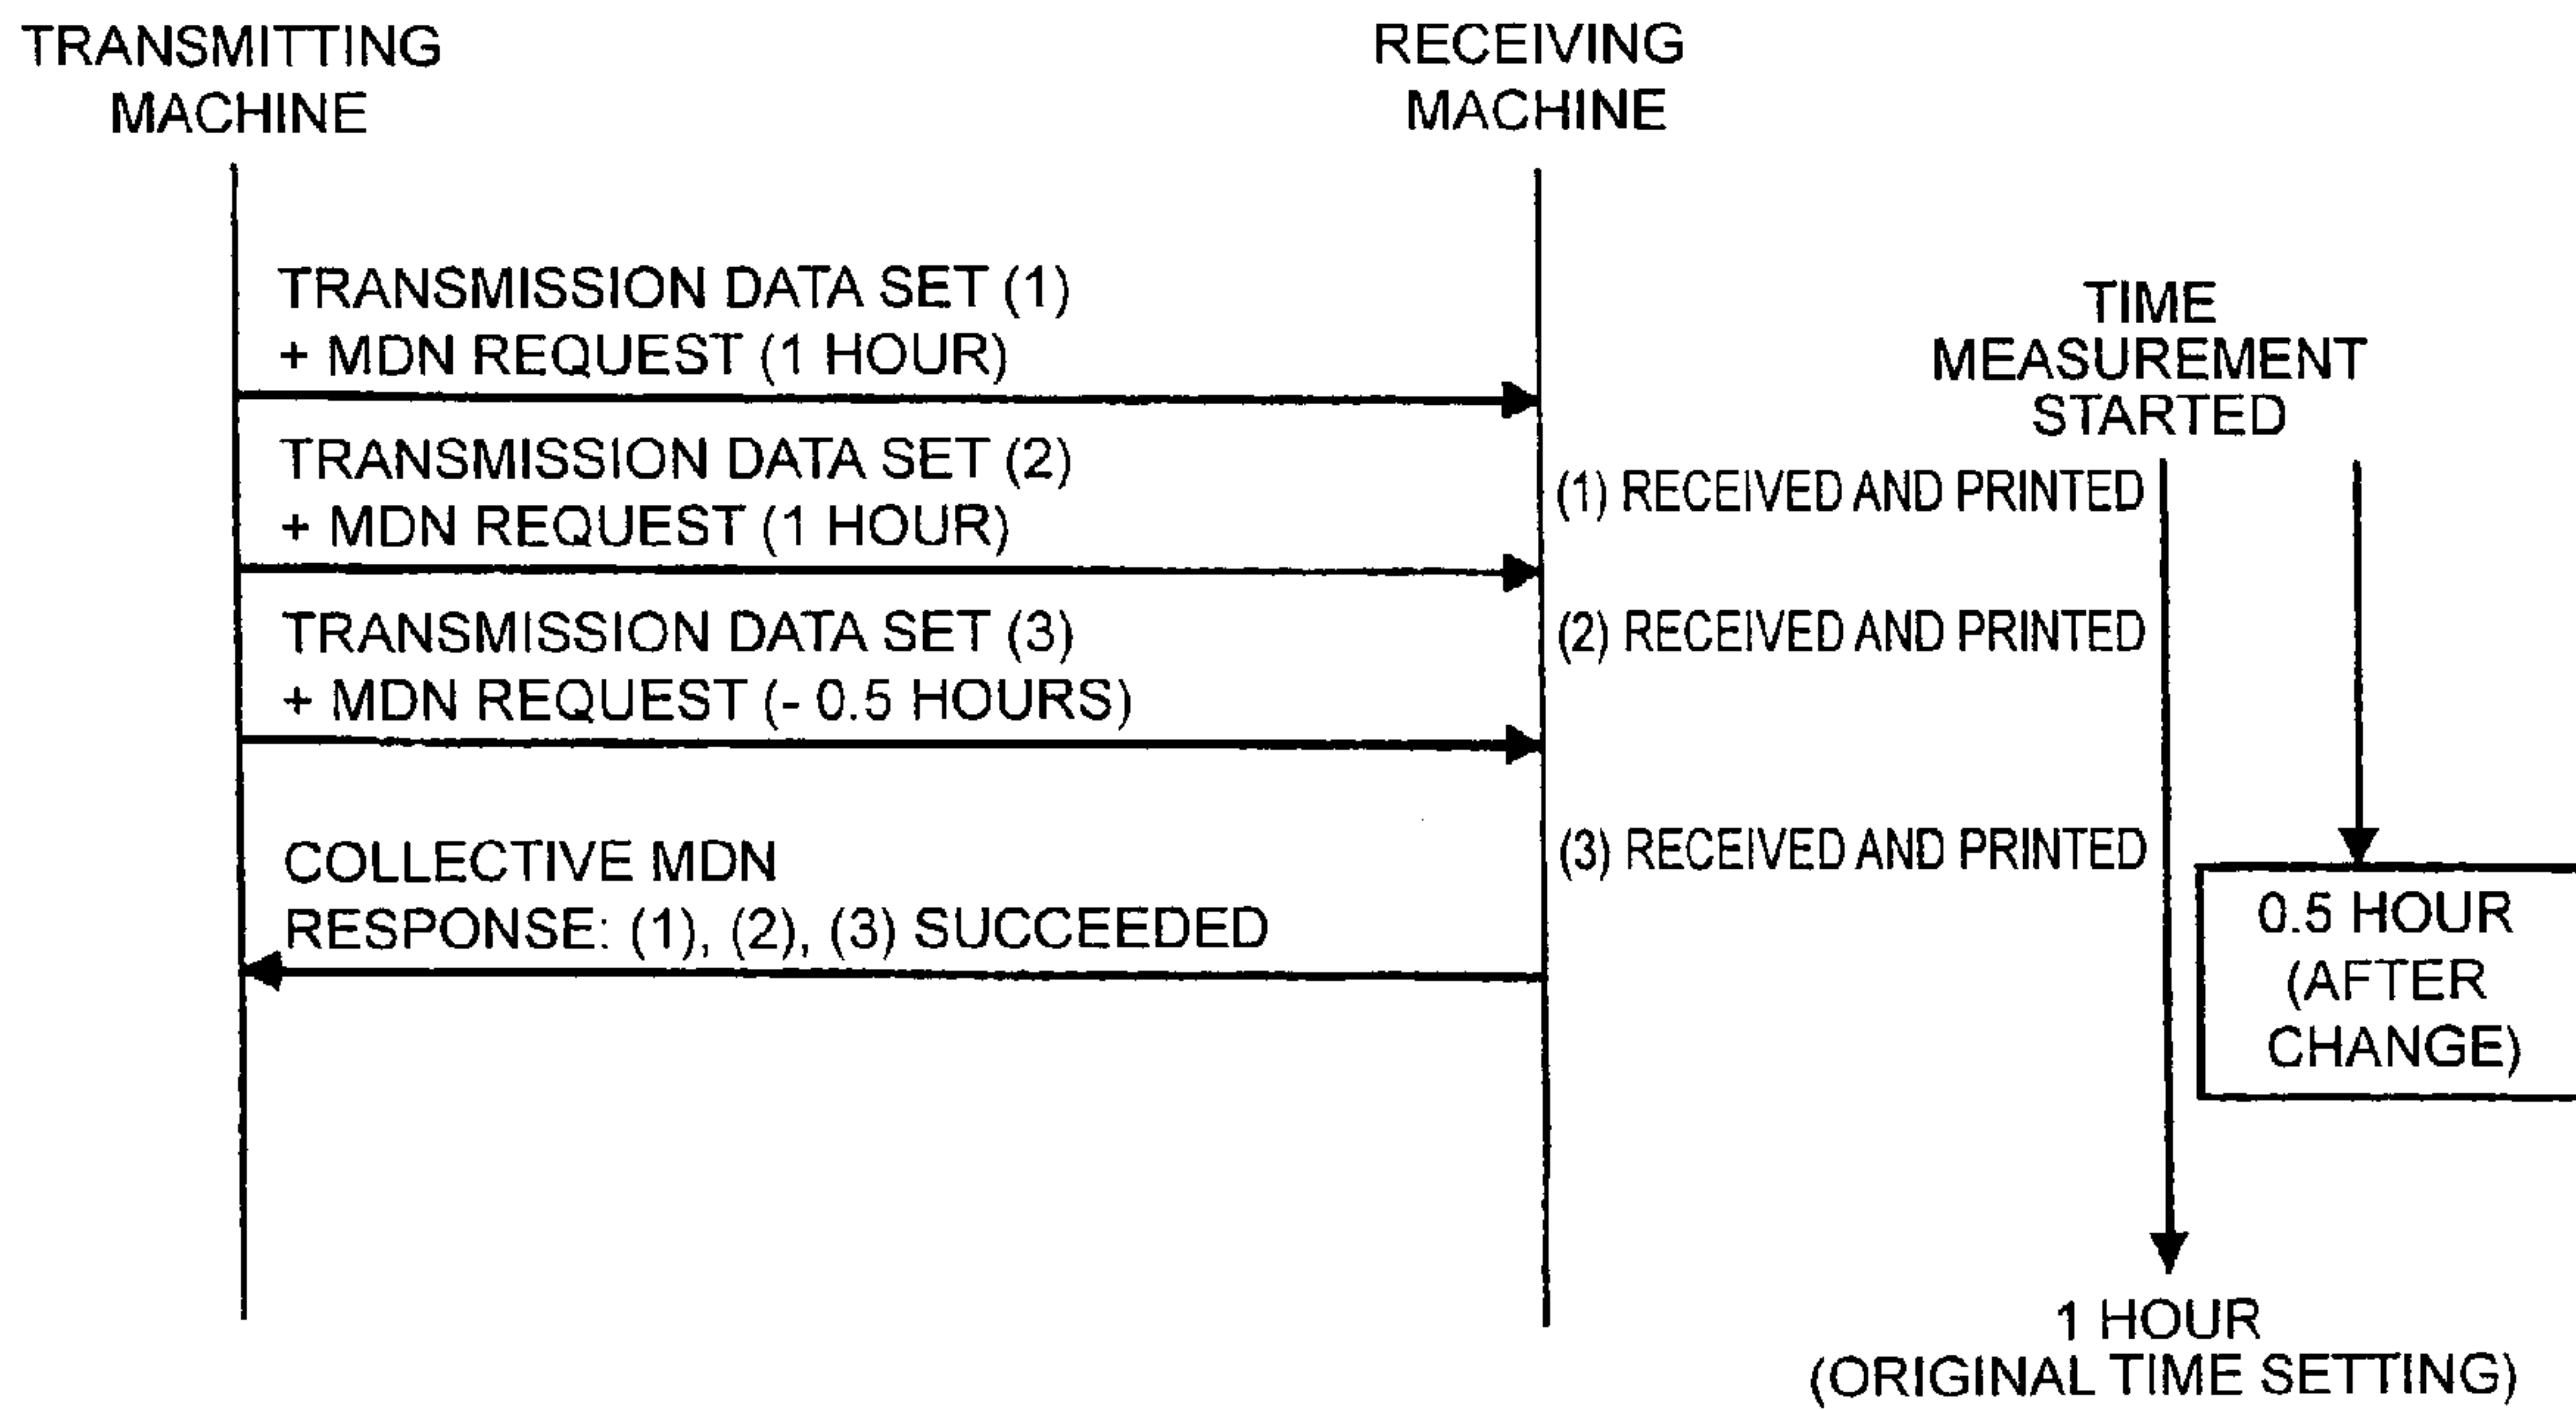 TRANSMITTING
MACHINE
RECEIVING
MACHINE
TRANSMISSION DATA SET (1)
+ MDN REQUEST (1 HOUR)
TIME
MEASUREMENT
STARTED
TRANSMISSION DATA SET (2)
+ MDN REQUEST (1 HOUR)
(1) RECEIVED AND PRINTED
TRANSMISSION DATA SET (3)
+ MDN REQUEST (- 0.5 HOURS)
(2) RECEIVED AND PRINTED
COLLECTIVE MDN
RESPONSE: (1), (2), (3) SUCCEEDED
(3) RECEIVED AND PRINTED
0.5 HOUR
(AFTER
CHANGE)
1 HOUR
(ORIGINAL TIME SETTING)